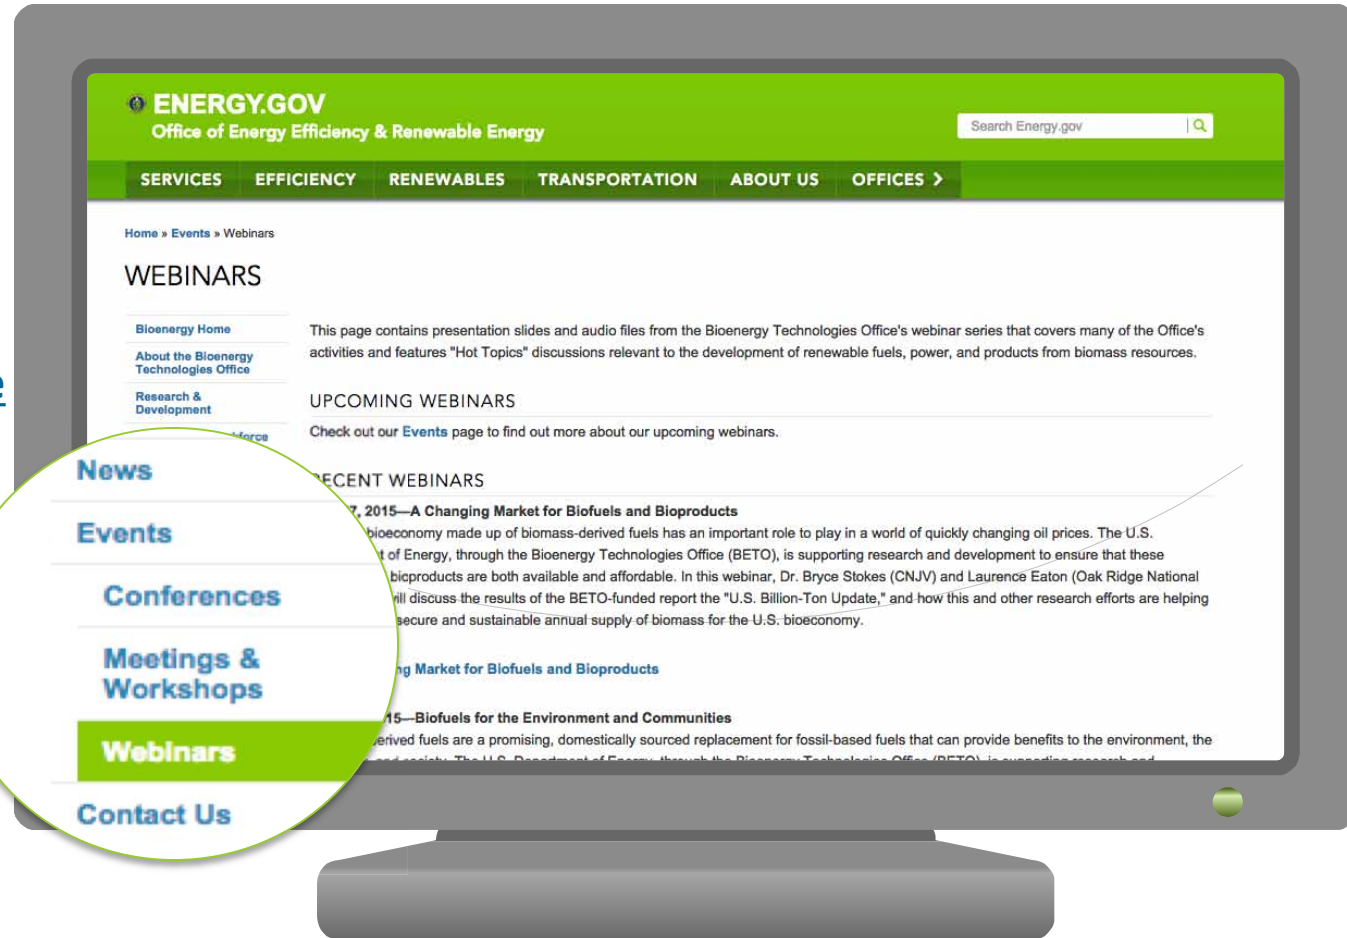 ENERGY.GOV
Office of Energy Efficiency & Renewable Energy
Search Energy.gov
SERVICES EFFICIENCY RENEWABLES TRANSPORTATION ABOUT US OFFICES >
Home » Events » Webinars
WEBINARS
Bioenergy Home
About the Bioenergy
Technologies Office
Research &
Development
This page contains presentation slides and audio files from the Bioenergy Technologies Office's webinar series that covers many of the Office's
activities and features "Hot Topics" discussions relevant to the development of renewable fuels, power, and products from biomass resources.
UPCOMING WEBINARS
Check out our Events page to find out more about our upcoming webinars.
RECENT WEBINARS
7, 2015—A Changing Market for Biofuels and Bioproducts
bioeconomy made up of biomass-derived fuels has an important role to play in a world of quickly changing oil prices. The U.S.
of Energy, through the Bioenergy Technologies Office (BETO), is supporting research and development to ensure that these
bioproducts are both available and affordable. In this webinar, Dr. Bryce Stokes (CNJV) and Laurence Eaton (Oak Ridge National
will discuss the results of the BETO-funded report the "U.S. Billion-Ton Update," and how this and other research efforts are helping
secure and sustainable annual supply of biomass for the U.S. bioeconomy.
Market for Biofuels and Bioproducts
15—Biofuels for the Environment and Communities
derived fuels are a promising, domestically sourced replacement for fossil-based fuels that can provide benefits to the environment, the
News
Events
Conferences
Meetings &
Workshops
Webinars
Contact Us